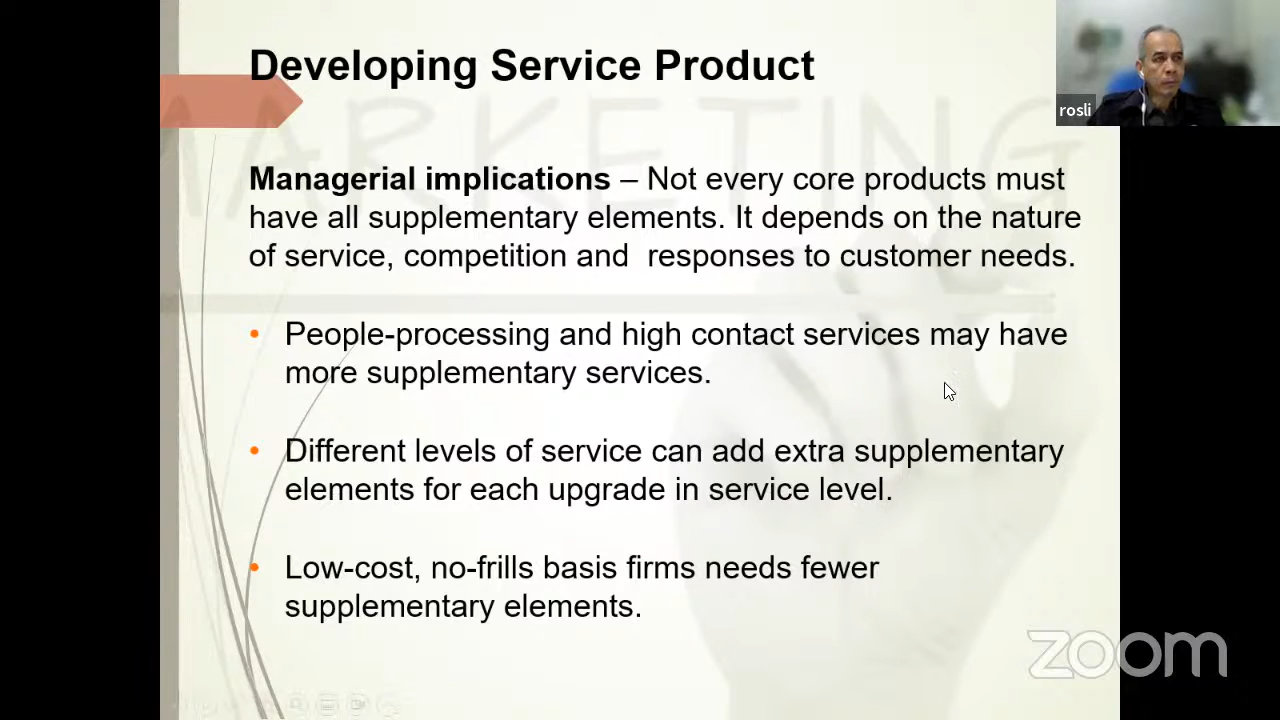 Developing Service Product
rosli
MARKETING
Managerial implications – Not every core products must
have all supplementary elements. It depends on the nature
of service, competition and  responses to customer needs.
• People-processing and high contact services may have
more supplementary services.
• Different levels of service can add extra supplementary
elements for each upgrade in service level.
• Low-cost, no-frills basis firms needs fewer
supplementary elements.
zoom